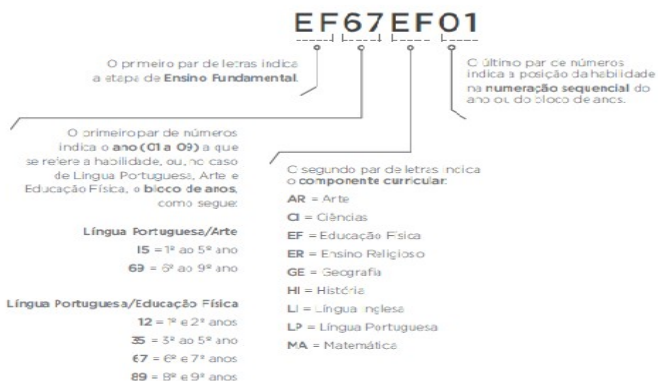 EF67EF01
O primeiro par de letras indica
a etapa de Ensino Fundamental.
O último par de números
indica a posição da habilidade
na numeração sequencial do
ano ou do bloco de anos.
O primeiro par de números
indica o ano (01 a 09) a que
se refere a habilidade, ou, no caso
de Língua Portuguesa, Arte e
Educação Física, o bloco de anos,
como segue:
Língua Portuguesa/Arte
15 = 1º ao 5º ano
69 = 6º ao 9º ano
Língua Portuguesa/Educação Física
12 = 1º e 2º anos
35 = 3º ao 5º ano
67 = 6º e 7º anos
89 = 8º e 9º anos
O segundo par de letras indica
o componente curricular:
AR = Arte
CI = Ciências
EF = Educação Física
ER = Ensino Religioso
GE = Geografia
HI = História
LI = Língua Inglesa
LP = Língua Portuguesa
MA = Matemática